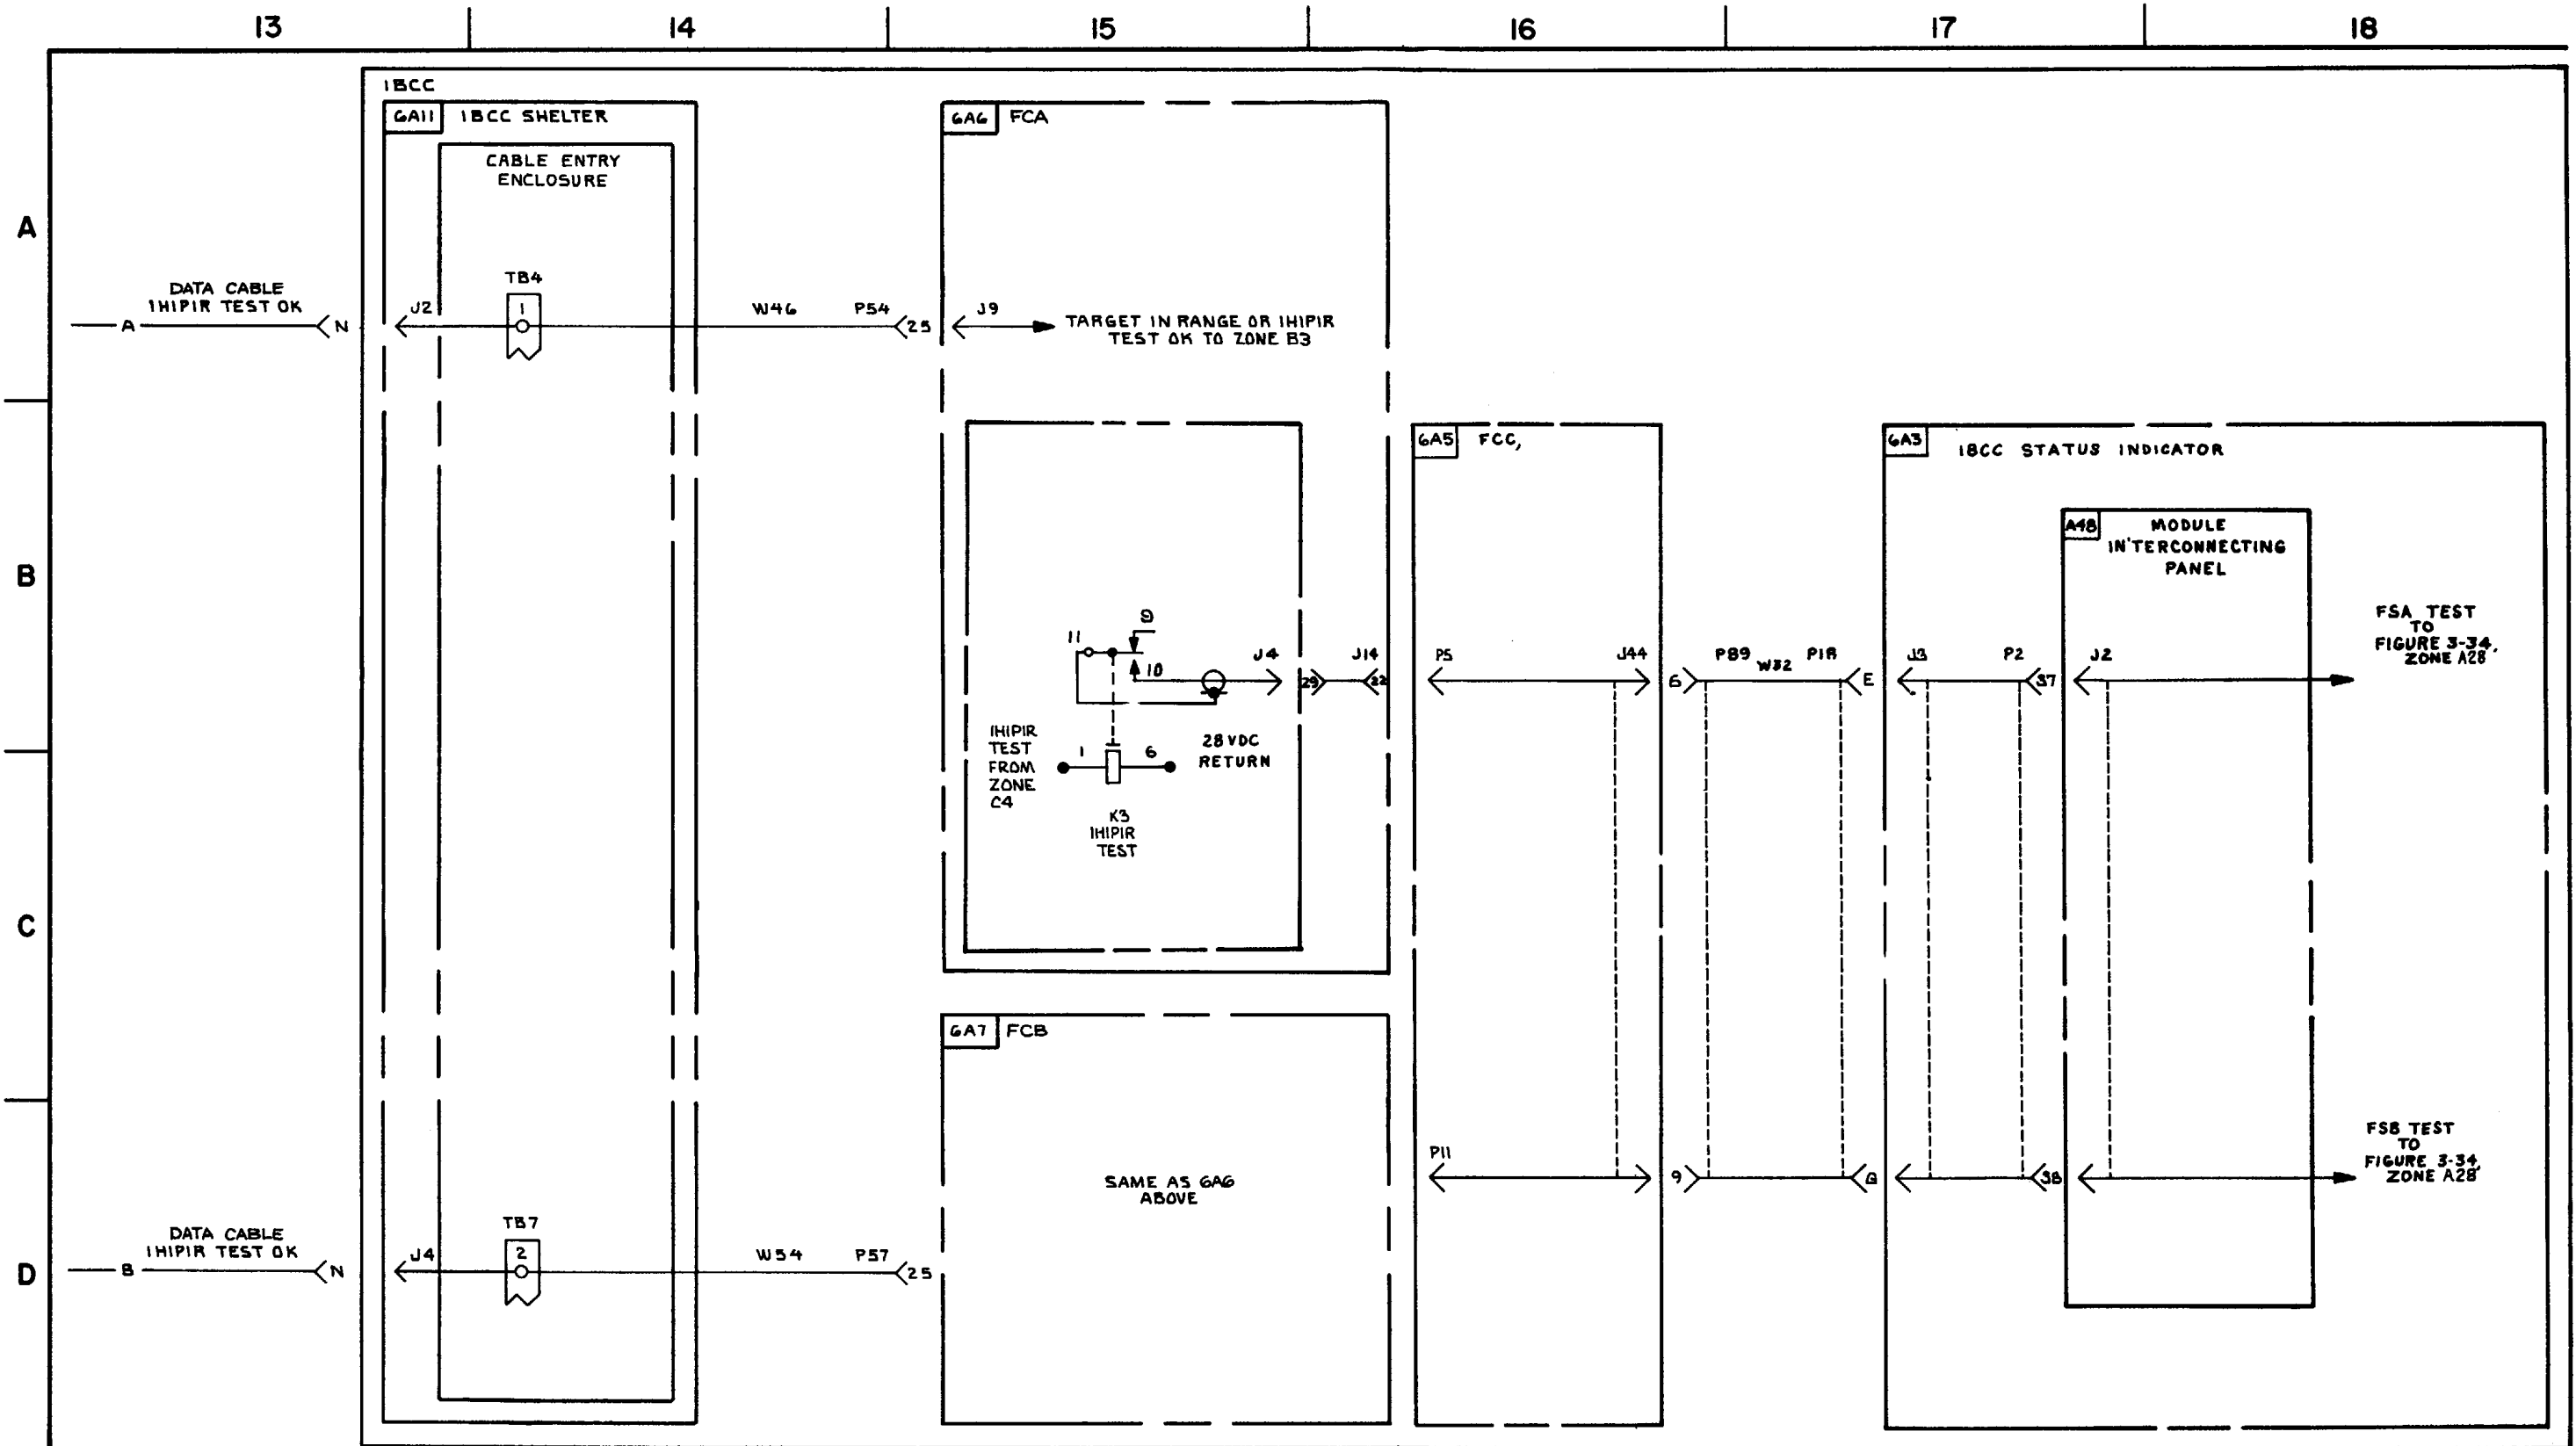 13
14
15
16
17
18
A
B
C
D
IBCC
6A11 IBCC SHELTER
CABLE ENTRY
ENCLOSURE
DATA CABLE
IHIPIR TEST OK
A
N
J2
TB4
1
W46
P54
25
6A6 FCA
J9
TARGET IN RANGE OR IHIPIR
TEST OK TO ZONE B3
11
9
10
J4
29
J14
22
IHIPIR
TEST
FROM
ZONE
C4
1
6
28 VDC
RETURN
K3
IHIPIR
TEST
6A5 FCC,
P5
J44
6
P89
W32
P18
E
6A3
IBCC STATUS INDICATOR
J3
P2
37
A48
MODULE
IN'TERCONNECTING
PANEL
J2
FSA TEST
TO
FIGURE 3-34,
ZONE A28
6A7 FCB
SAME AS 6A6
ABOVE
P11
9
G
38
FSB TEST
TO
FIGURE 3-34,
ZONE A28
DATA CABLE
IHIPIR TEST OK
B
N
J4
TB7
2
W54
P57
25